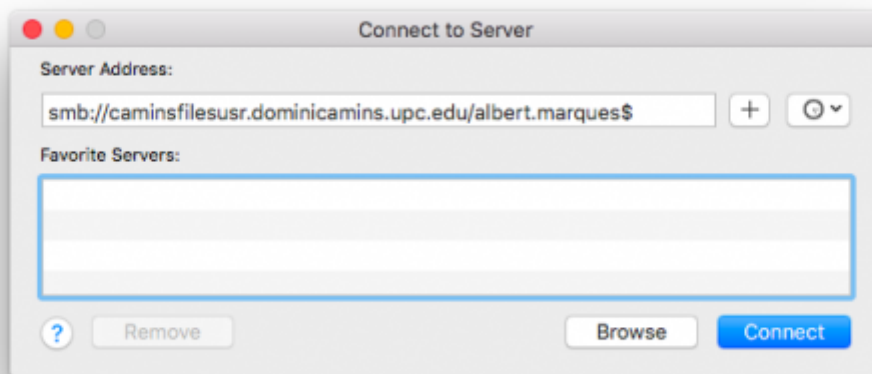 Connect to Server
Server Address:
smb://caminsfilesusr.dominicamins.upc.edu/albert.marques$
Favorite Servers:
? Remove Browse Connect